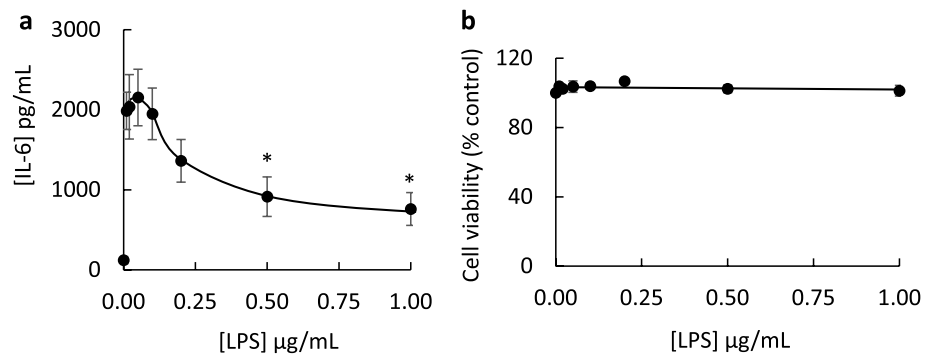 a
3000
2000
1000
0
[IL-6] pg/mL
*
*
0.00 0.25 0.50 0.75 1.00
[LPS] µg/mL
b
120
80
40
0
Cell viability (% control)
0.00 0.25 0.50 0.75 1.00
[LPS] µg/mL